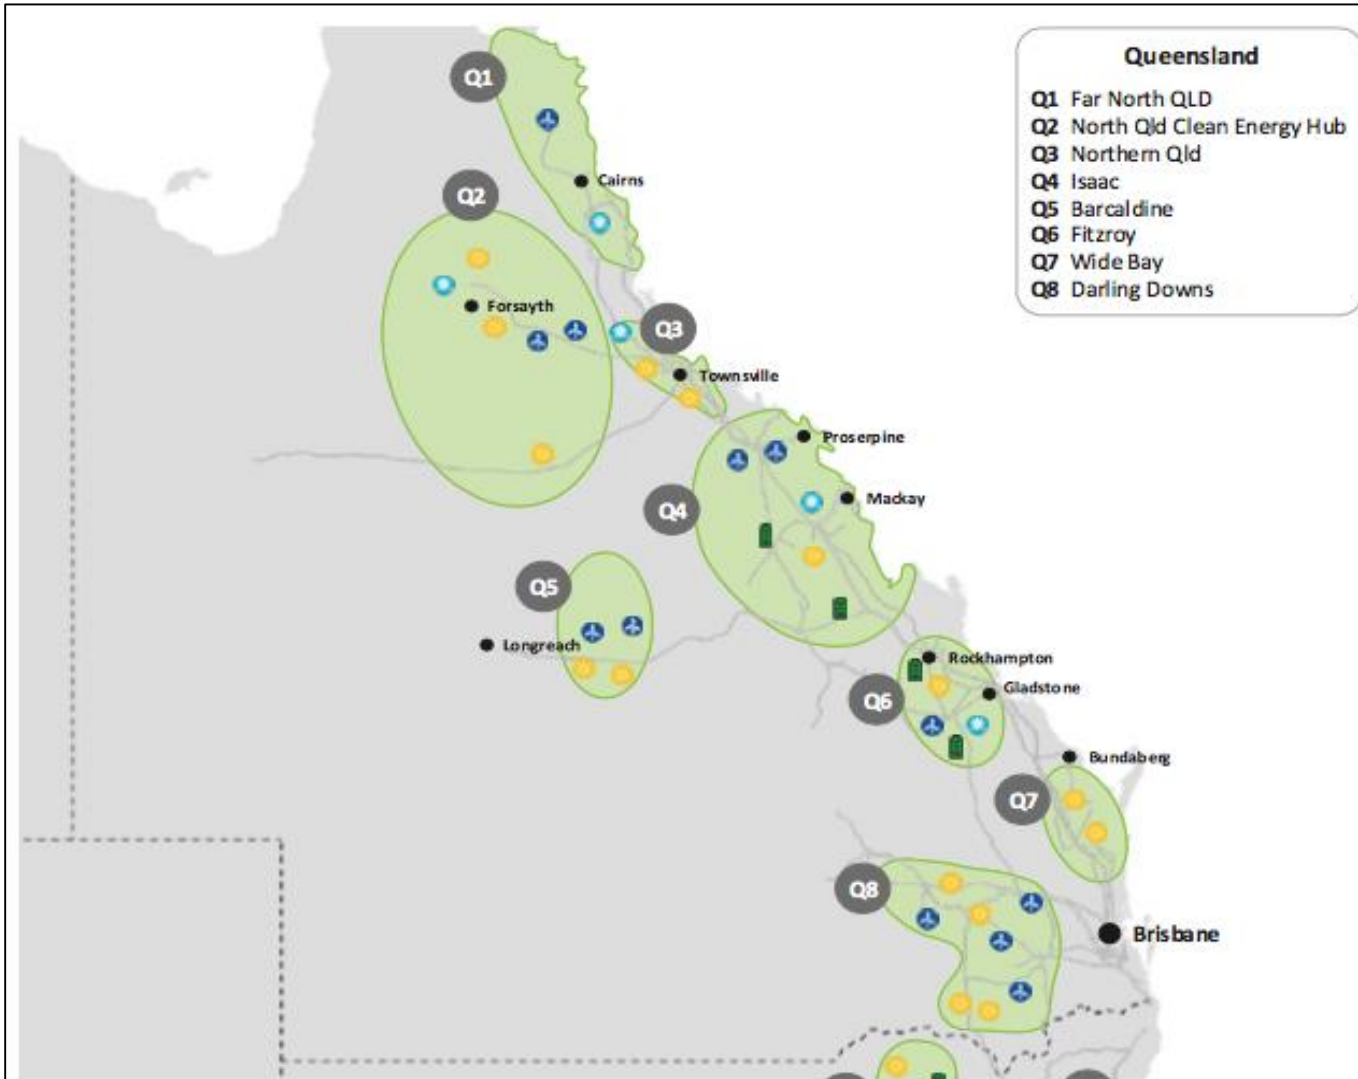 Queensland
Q1 Far North QLD
Q2 North Qld Clean Energy Hub
Q3 Northern Qld
Q4 Isaac
Q5 Barcaldine
Q6 Fitzroy
Q7 Wide Bay
Q8 Darling Downs
Q1
Cairns
Q2
Forsayth
Q3
Townsville
Proserpine
Mackay
Q4
Q5
Longreach
Rockhampton
Gladstone
Q6
Bundaberg
Q7
Q8
Brisbane